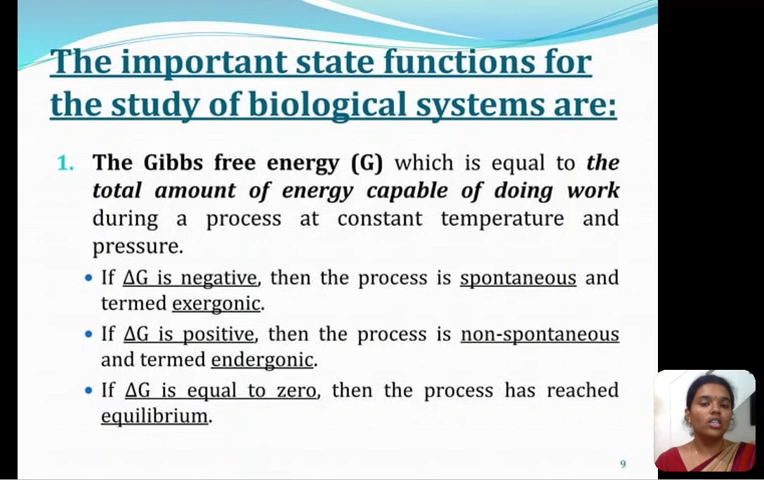 The important state functions for
the study of biological systems are:
1. The Gibbs free energy (G) which is equal to the
total amount of energy capable of doing work
during a process at constant temperature and
pressure.
• If ΔG is negative, then the process is spontaneous and
termed exergonic.
• If ΔG is positive, then the process is non-spontaneous
and termed endergonic.
• If ΔG is equal to zero, then the process has reached
equilibrium.
9